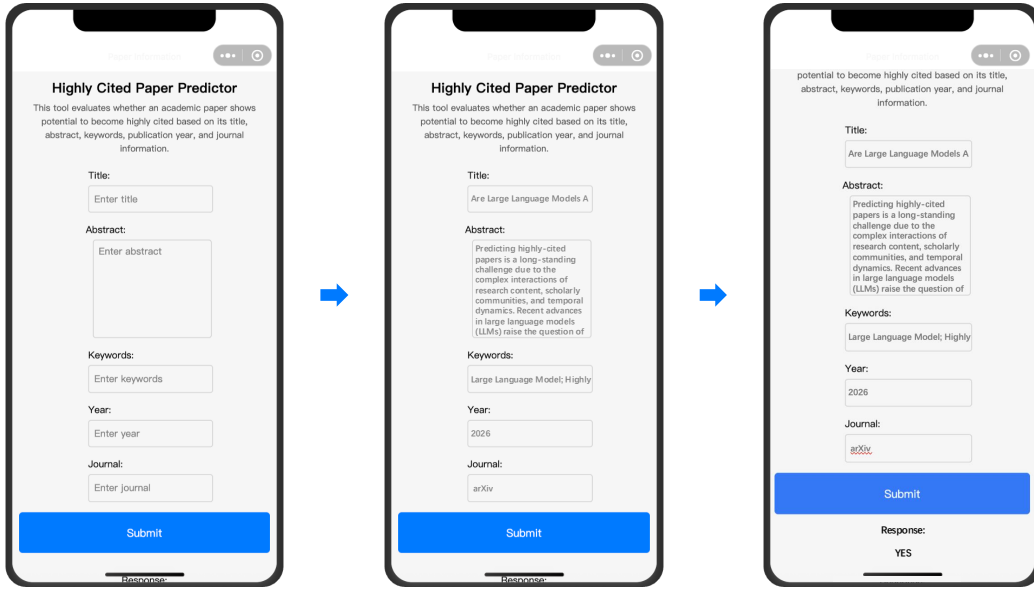 Paper Information
Highly Cited Paper Predictor
This tool evaluates whether an academic paper shows
potential to become highly cited based on its title,
abstract, keywords, publication year, and journal
information.
Title:
Enter title
Abstract:
Enter abstract
Keywords:
Enter keywords
Year:
Enter year
Journal:
Enter journal
Submit
Response:
Paper Information
Highly Cited Paper Predictor
This tool evaluates whether an academic paper shows
potential to become highly cited based on its title,
abstract, keywords, publication year, and journal
information.
Title:
Are Large Language Models A
Abstract:
Predicting highly-cited
papers is a long-standing
challenge due to the
complex interactions of
research content, scholarly
communities, and temporal
dynamics. Recent advances
in large language models
(LLMs) raise the question of
Keywords:
Large Language Model; Highly
Year:
2026
Journal:
arXiv
Submit
Response:
Paper Information
potential to become highly cited based on its title,
abstract, keywords, publication year, and journal
information.
Title:
Are Large Language Models A
Abstract:
Predicting highly-cited
papers is a long-standing
challenge due to the
complex interactions of
research content, scholarly
communities, and temporal
dynamics. Recent advances
in large language models
(LLMs) raise the question of
Keywords:
Large Language Model; Highly
Year:
2026
Journal:
arXiv
Submit
Response:
YES